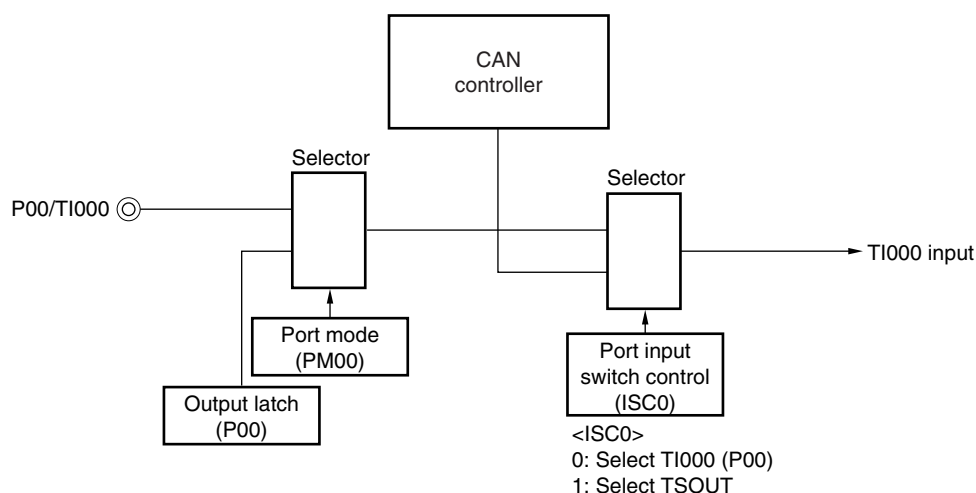 CAN
controller
Selector
Selector
P00/TI000
TI000 input
Port mode
(PM00)
Port input
switch control
(ISC0)
Output latch
(P00)
<ISC0>
0: Select TI000 (P00)
1: Select TSOUT